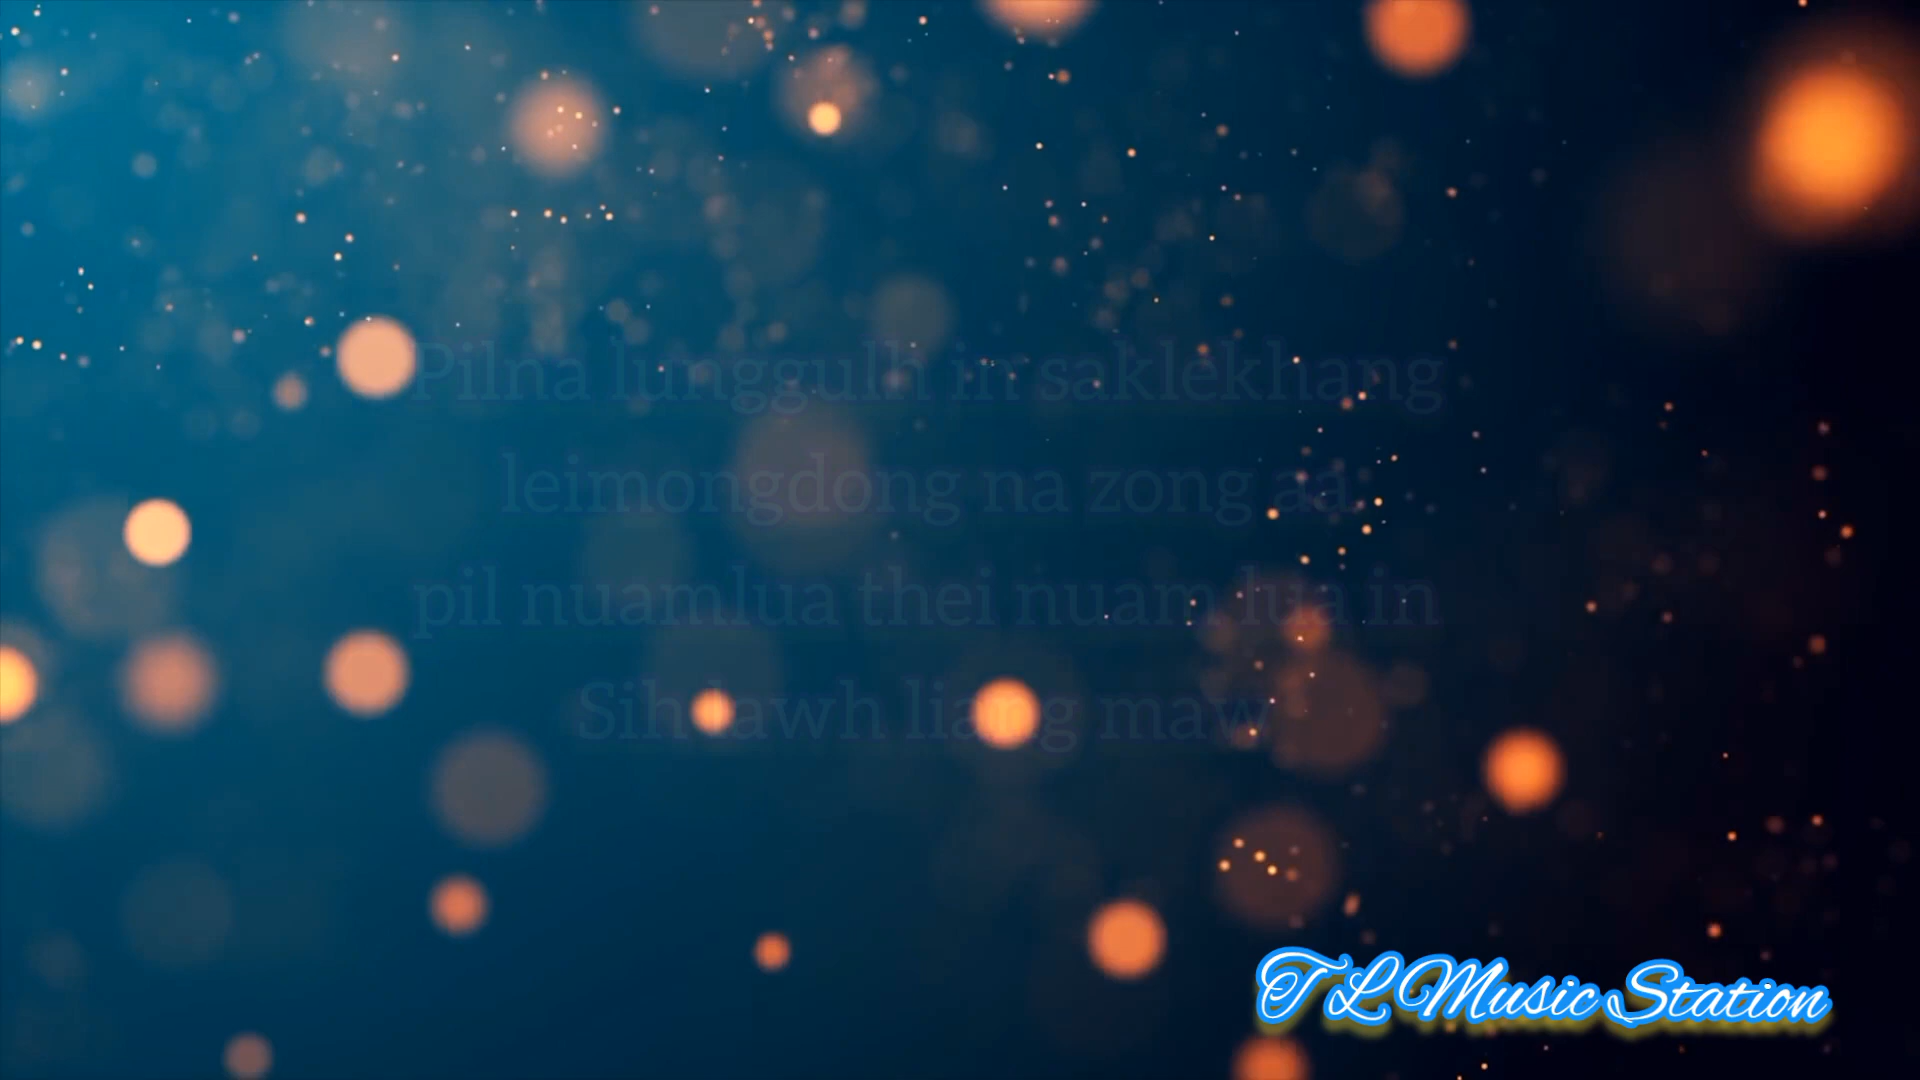 Pilna lunggulh in saklekhang
leimongdong na zong aa,
pil nuamlua thei nuam lua in
Sihlawh liang maw
TL Music Station